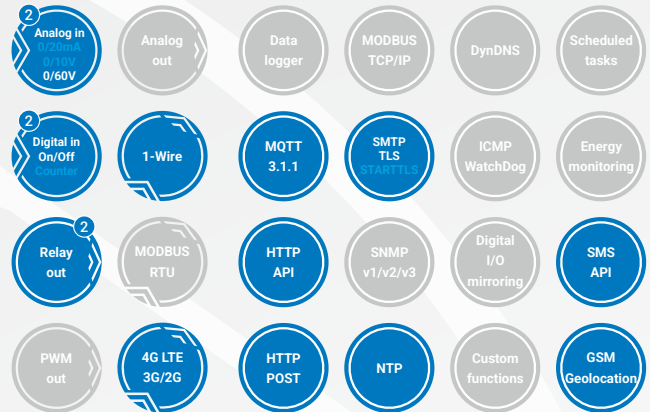 2
Analog in
0/20mA
0/10V
0/60V
Analog
out
Data
logger
MODBUS
TCP/IP
DynDNS
Scheduled
tasks
2
Digital in
On/Off
Counter
1-Wire
MQTT
3.1.1
SMTP
TLS
STARTTLS
ICMP
WatchDog
Energy
monitoring
2
Relay
out
MODBUS
RTU
HTTP
API
SNMP
v1/v2/v3
Digital
I/O
mirroring
SMS
API
PWM
out
4G LTE
3G/2G
HTTP
POST
NTP
Custom
functions
GSM
Geolocation